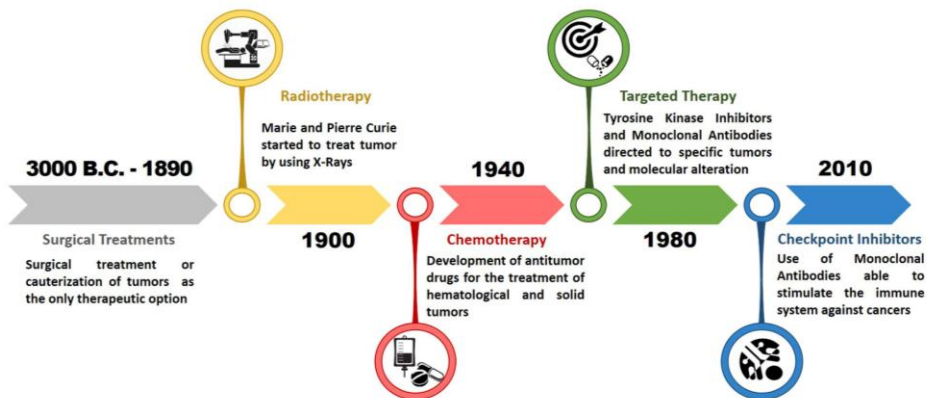 3000 B.C. - 1890
Surgical Treatments
Surgical treatment or
cauterization of tumors as
the only therapeutic option
Radiotherapy
Marie and Pierre Curie
started to treat tumor
by using X-Rays
1900
1940
Chemotherapy
Development of antitumor
drugs for the treatment of
hematological and solid
tumors
Targeted Therapy
Tyrosine Kinase Inhibitors
and Monoclonal Antibodies
directed to specific tumors
and molecular alteration
1980
2010
Checkpoint Inhibitors
Use of Monoclonal
Antibodies able to
stimulate the immune
system against cancers